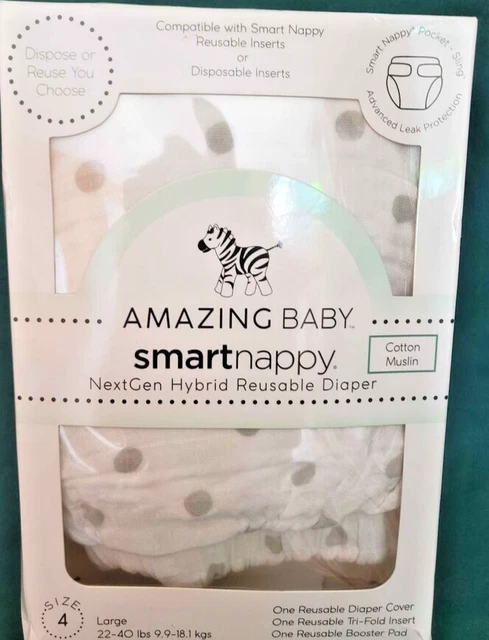 Dispose or
Reuse You
Choose
Compatible with Smart Nappy
Reusable Inserts
or
Disposable Inserts
Smart Nappy® Pocket - Sling
Advanced Leak Protection
AMAZING BABY™
smartnappy®
NextGen Hybrid Reusable Diaper
Cotton
Muslin
SIZE
4
Large
22-40 lbs 9.9-18.1 kgs
One Reusable Diaper Cover
One Reusable Tri-Fold Insert
One Reusable Booster Pad